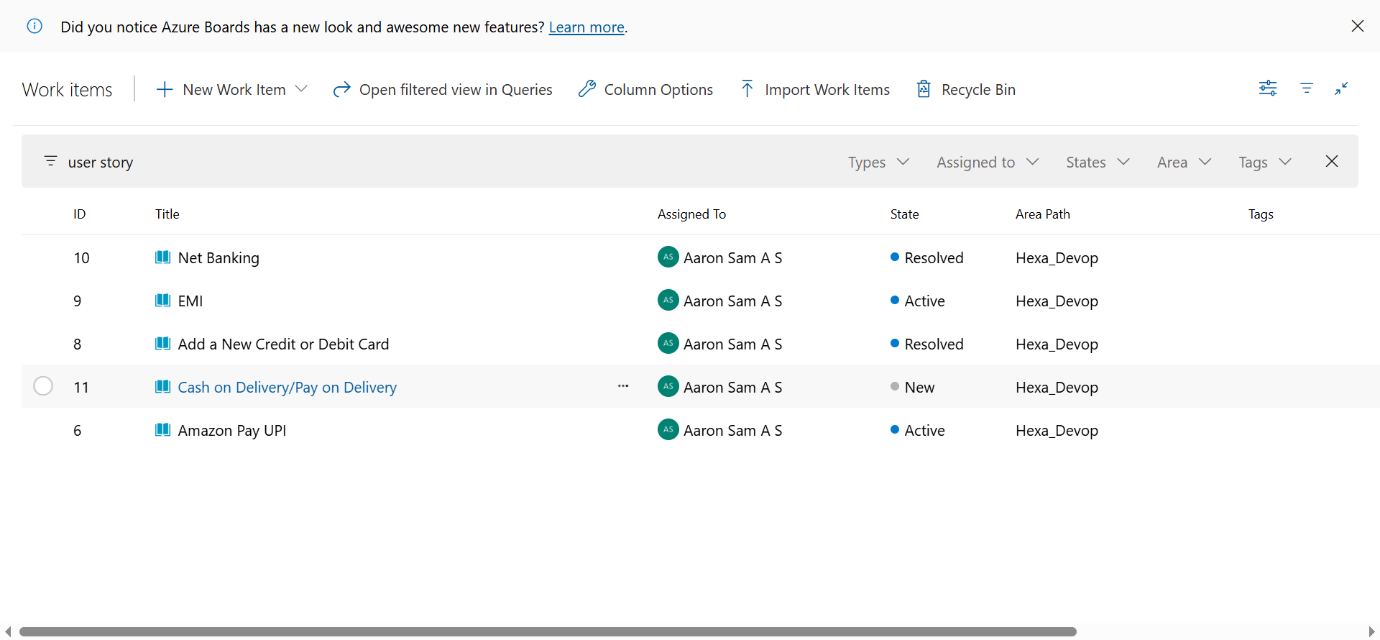 Did you notice Azure Boards has a new look and awesome new features? Learn more.
Work items New Work Item Open filtered view in Queries Column Options Import Work Items Recycle Bin
user story Types Assigned to States Area Tags
ID Title Assigned To State Area Path Tags
10 Net Banking AS Aaron Sam A S Resolved Hexa_Devop
9 EMI AS Aaron Sam A S Active Hexa_Devop
8 Add a New Credit or Debit Card AS Aaron Sam A S Resolved Hexa_Devop
11 Cash on Delivery/Pay on Delivery ... AS Aaron Sam A S New Hexa_Devop
6 Amazon Pay UPI AS Aaron Sam A S Active Hexa_Devop